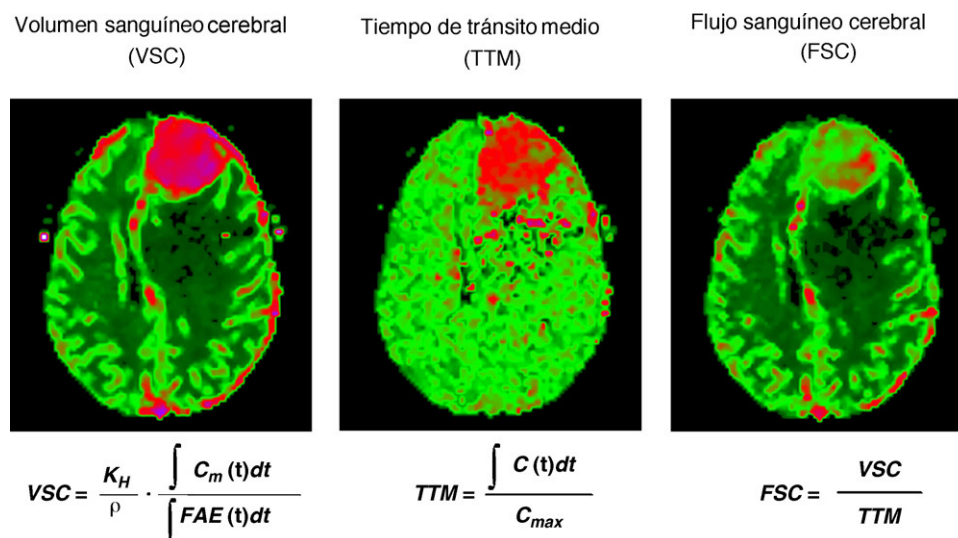 Volumen sanguíneo cerebral
(VSC)
Tiempo de tránsito medio
(TTM)
Flujo sanguíneo cerebral
(FSC)
VSC = K_H / ρ · ∫ C_m (t)dt / ∫ FAE (t)dt
TTM = ∫ C (t)dt / C_max
FSC = VSC / TTM